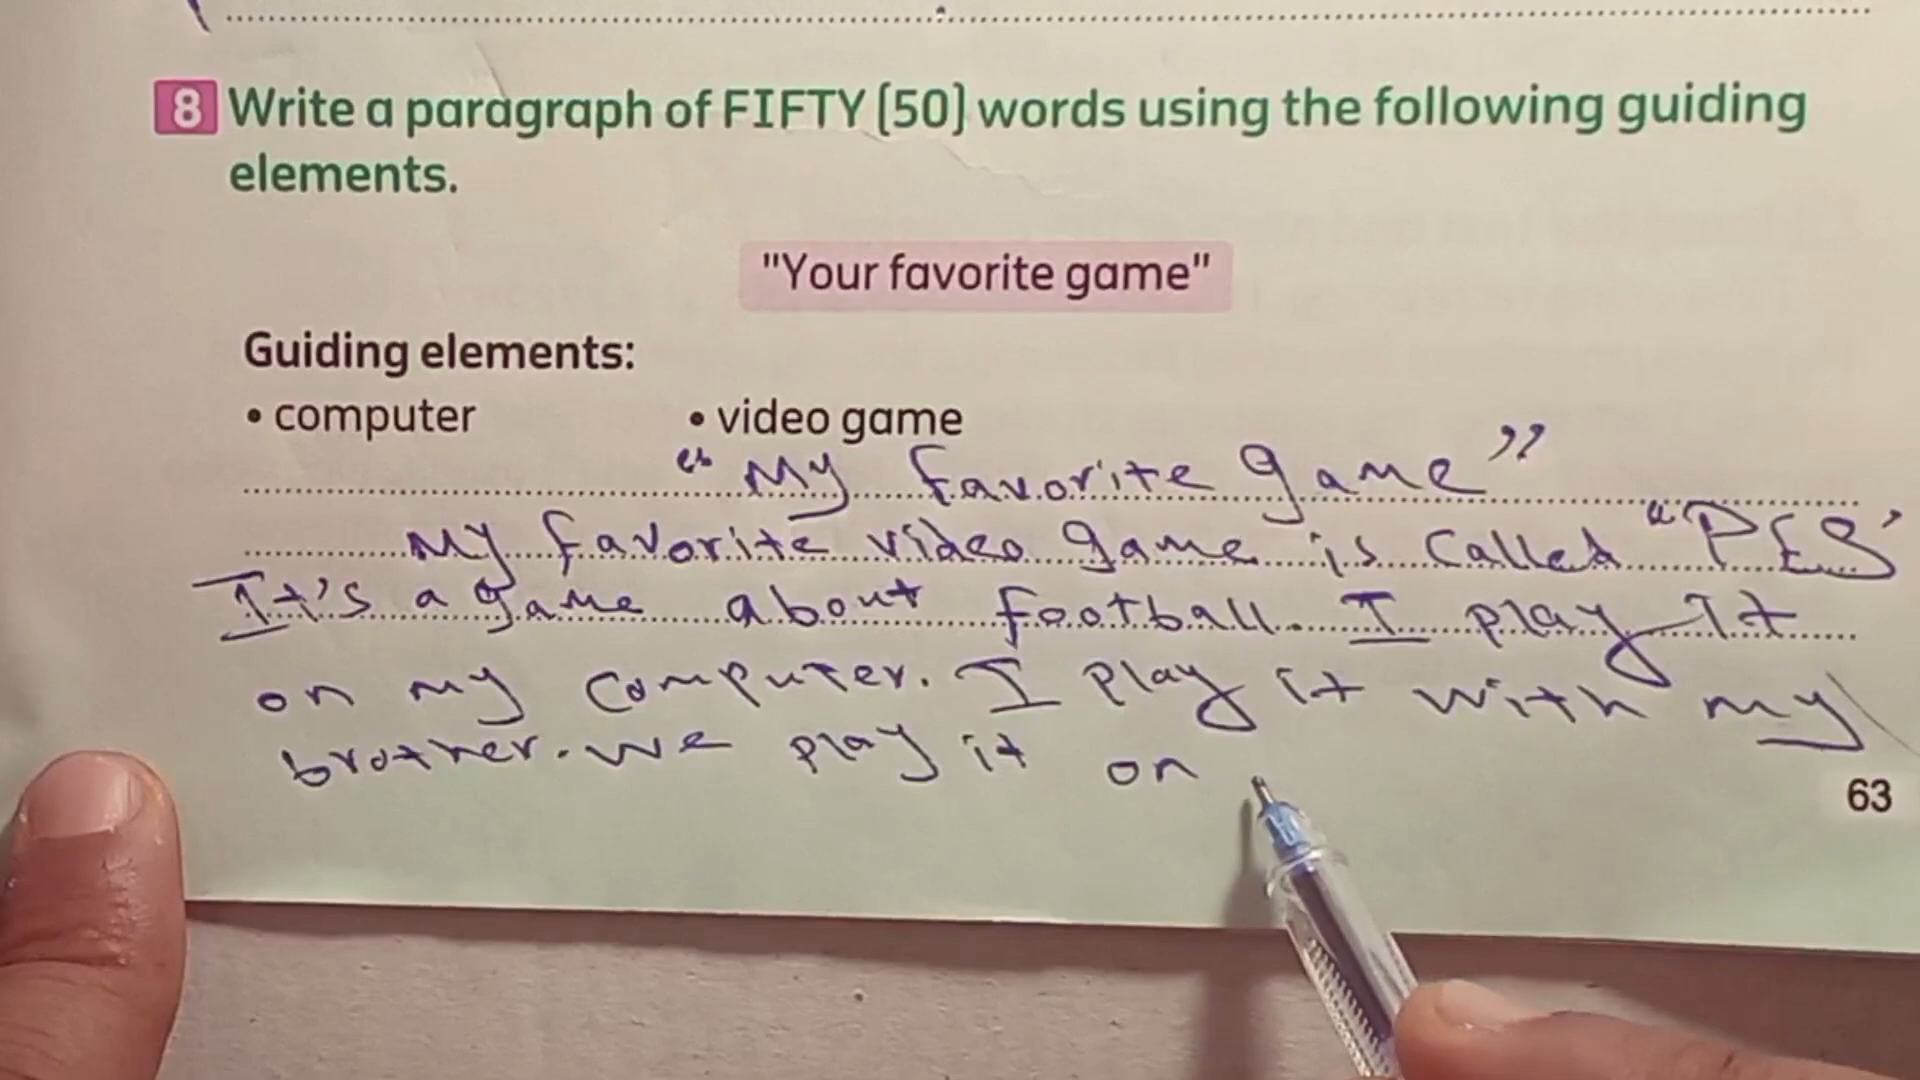 8 Write a paragraph of FIFTY (50) words using the following guiding
elements.
"Your favorite game"
Guiding elements:
• computer • video game
"My favorite game"
My favorite video game is called "PES"
It's a game about football. I play It
on my computer. I play it with my
brother. We play it on
63